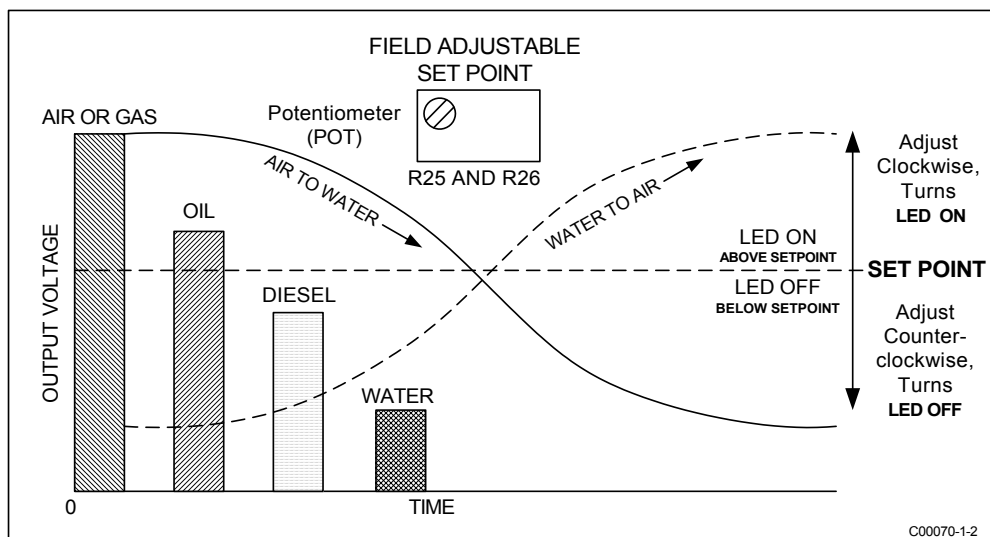 FIELD ADJUSTABLE
SET POINT
AIR OR GAS
Potentiometer
(POT)
R25 AND R26
AIR TO WATER
WATER TO AIR
OIL
DIESEL
WATER
OUTPUT VOLTAGE
LED ON
ABOVE SETPOINT
LED OFF
BELOW SETPOINT
Adjust
Clockwise,
Turns
LED ON
SET POINT
Adjust
Counter-
clockwise,
Turns
LED OFF
0
TIME
C00070-1-2